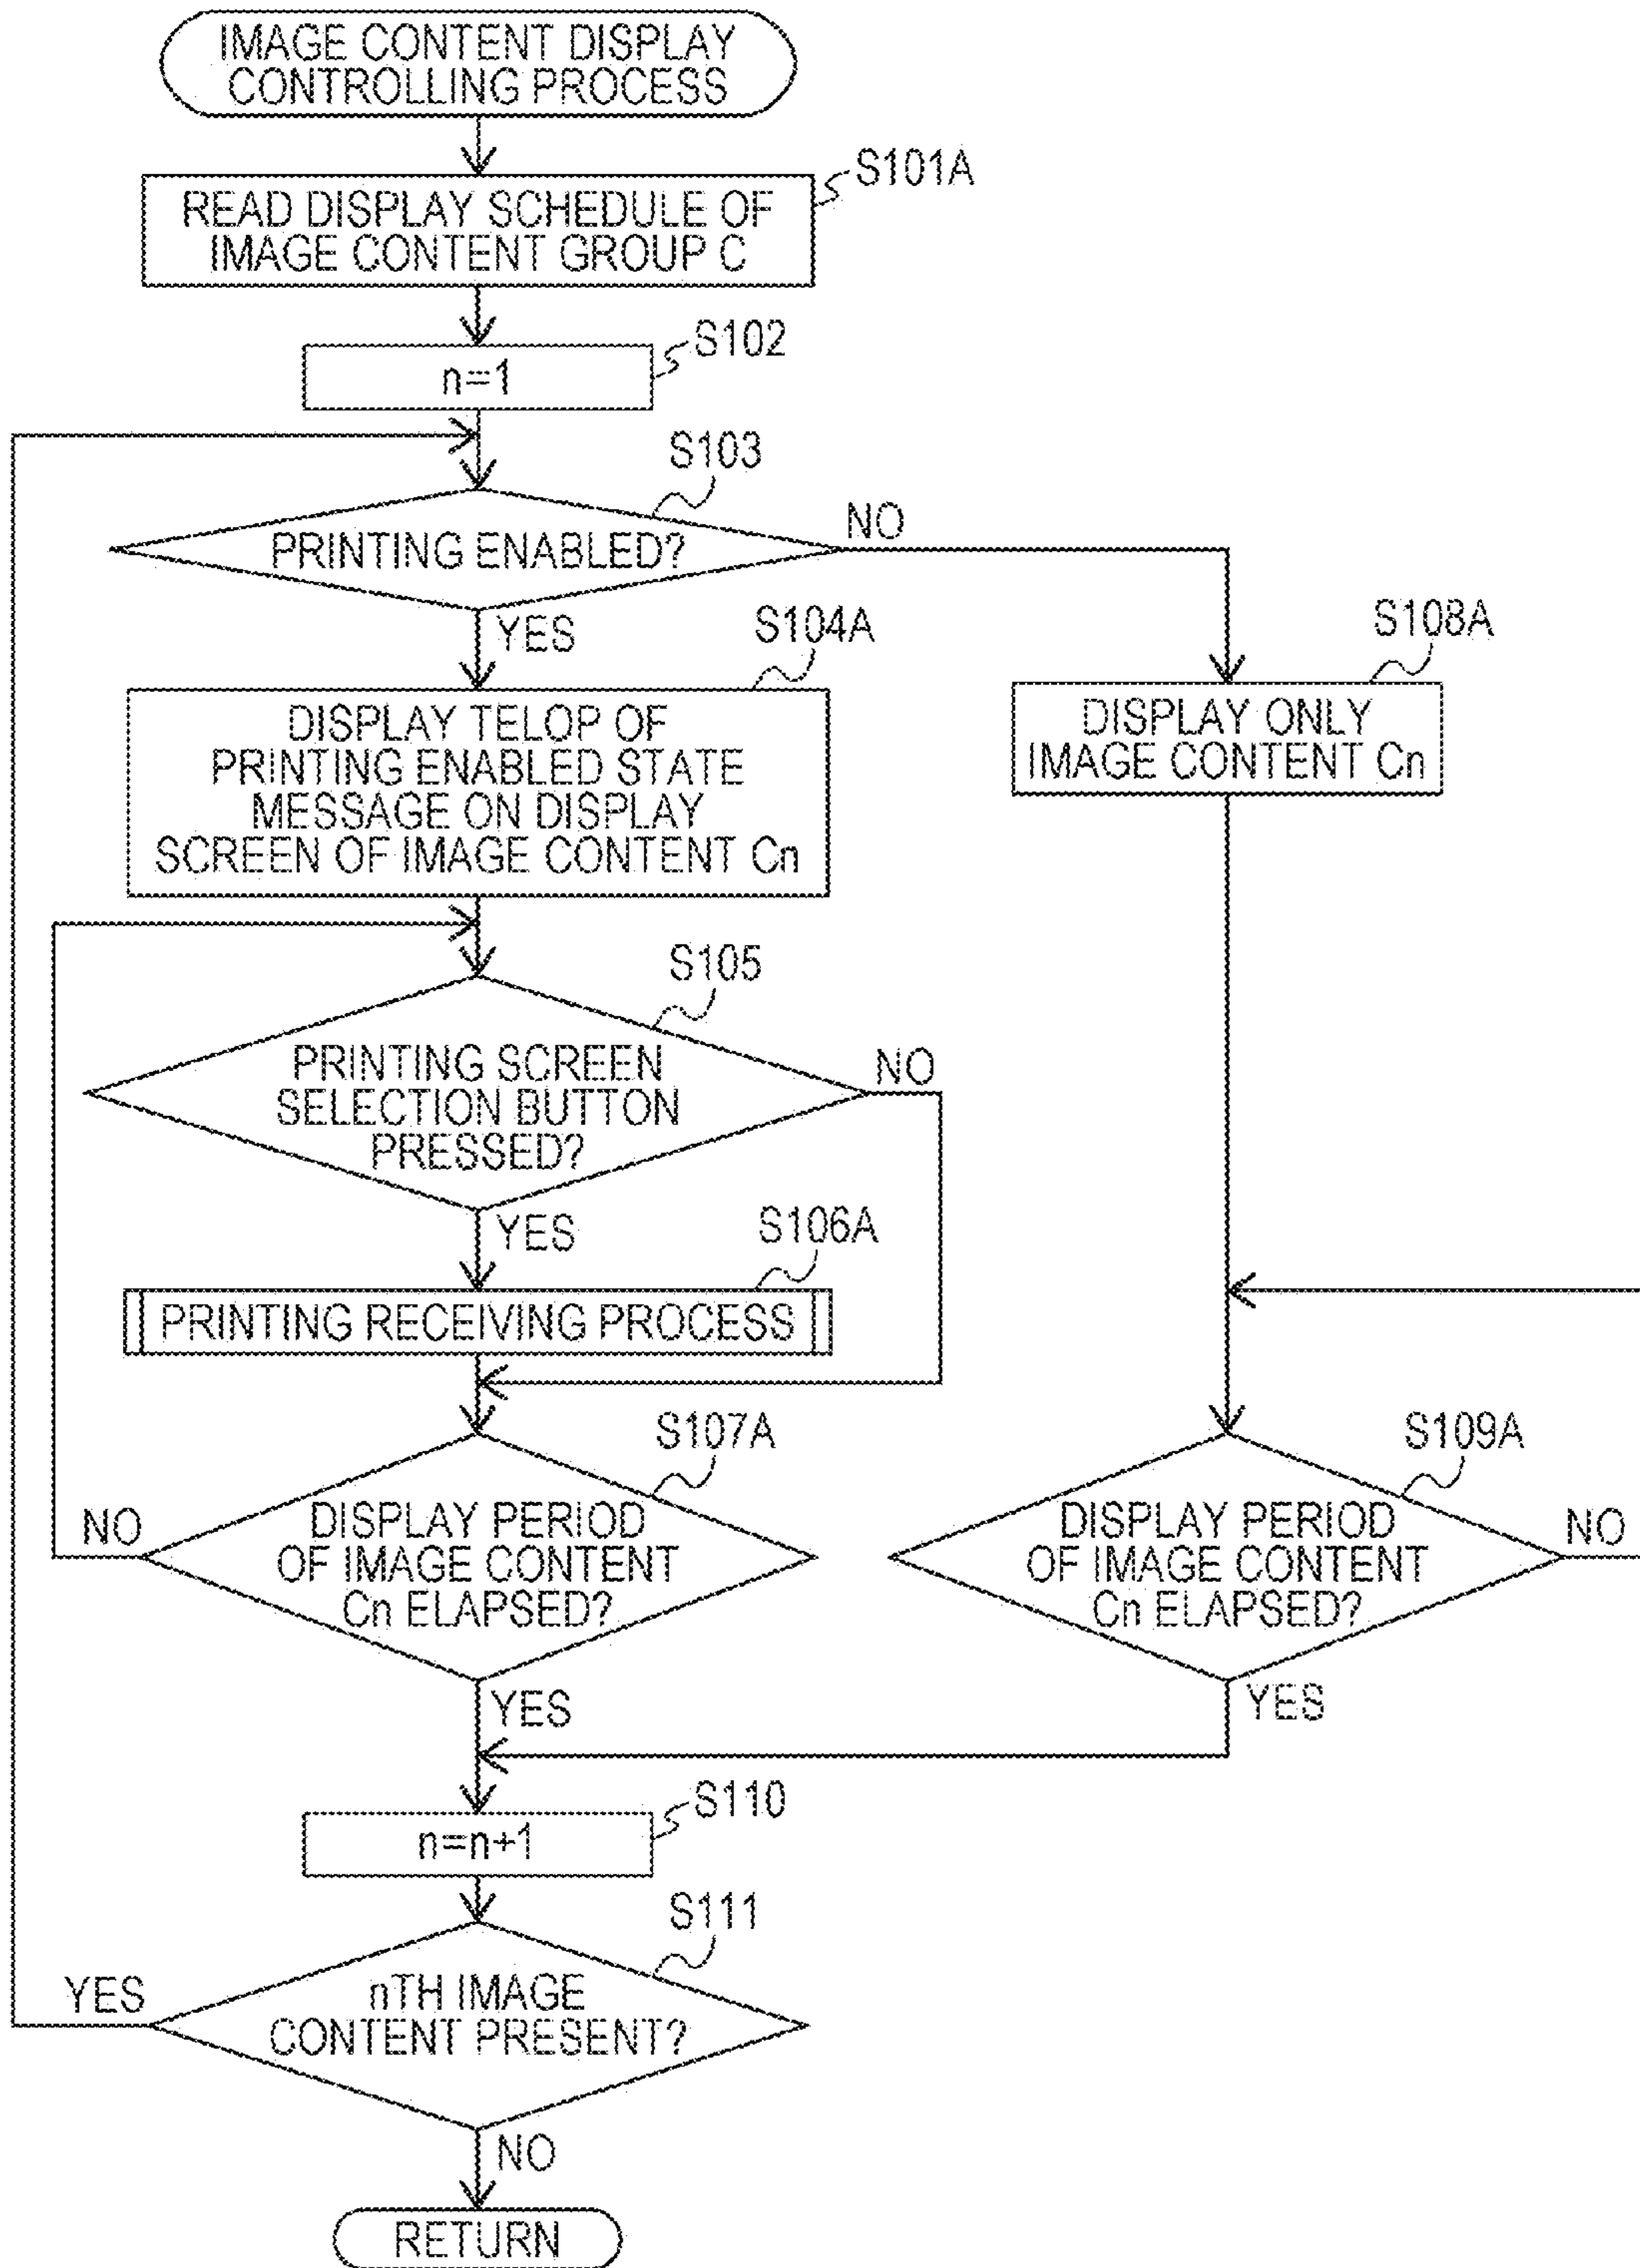 IMAGE CONTENT DISPLAY
CONTROLLING PROCESS
S101A
READ DISPLAY SCHEDULE OF
IMAGE CONTENT GROUP C
S102
n=1
S103
PRINTING ENABLED?
NO
YES
S104A
DISPLAY TELOP OF
PRINTING ENABLED STATE
MESSAGE ON DISPLAY
SCREEN OF IMAGE CONTENT Cn
S108A
DISPLAY ONLY
IMAGE CONTENT Cn
S105
PRINTING SCREEN
SELECTION BUTTON
PRESSED?
NO
YES
S106A
PRINTING RECEIVING PROCESS
S107A
DISPLAY PERIOD
OF IMAGE CONTENT
Cn ELAPSED?
NO
YES
S109A
DISPLAY PERIOD
OF IMAGE CONTENT
Cn ELAPSED?
NO
YES
S110
n=n+1
S111
nTH IMAGE
CONTENT PRESENT?
YES
NO
RETURN